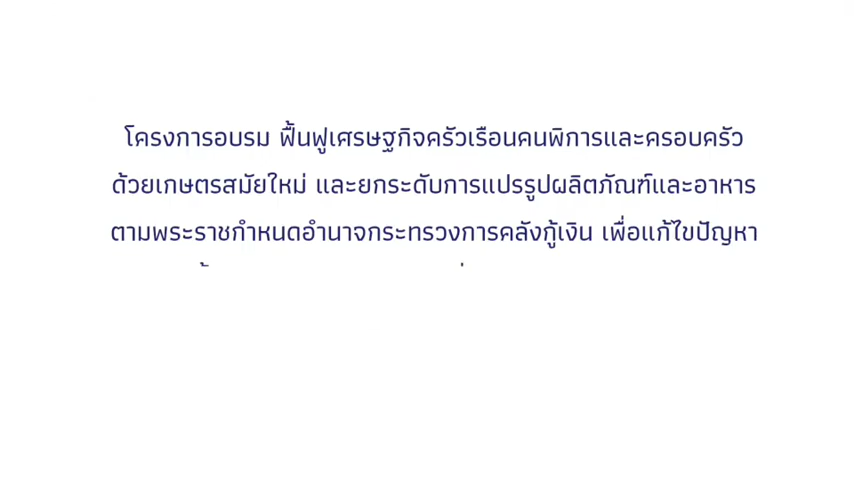 โครงการอบรม ฟื้นฟูเศรษฐกิจครัวเรือนคนพิการและครอบครัว
ด้วยเกษตรสมัยใหม่ และยกระดับการแปรรูปผลิตภัณฑ์และอาหาร
ตามพระราชกำหนดอำนาจกระทรวงการคลังกู้เงิน เพื่อแก้ไขปัญหา